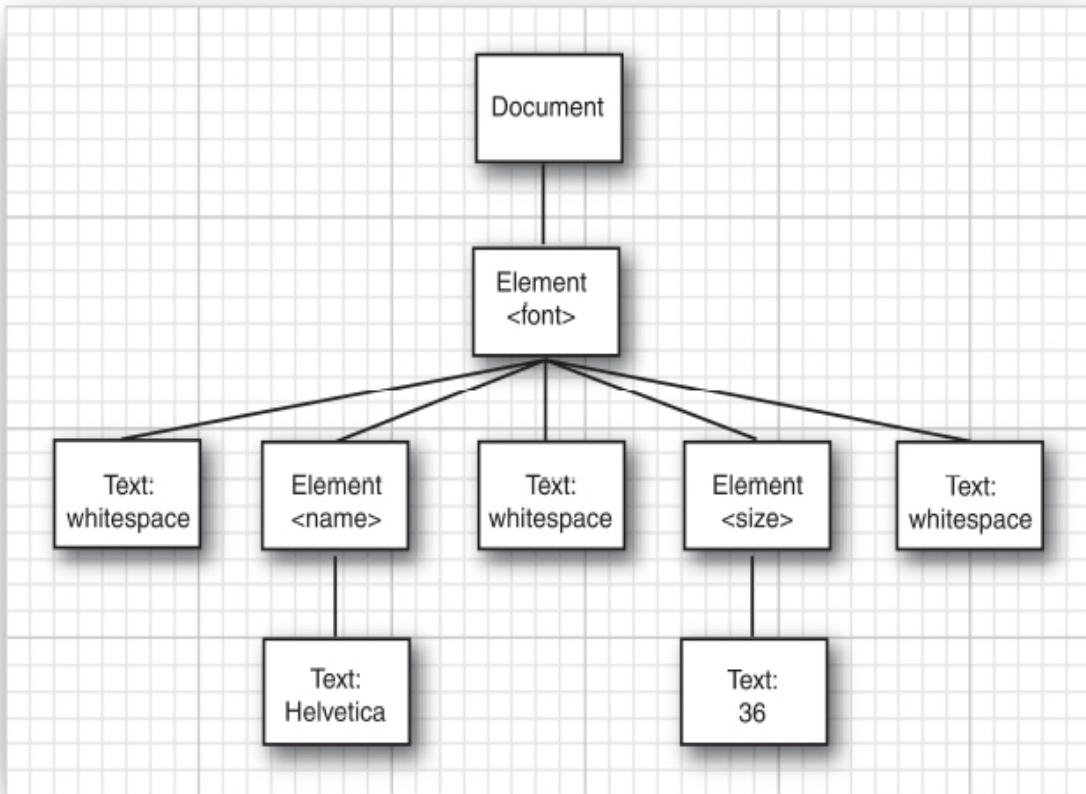 Document
Element
<font>
Text:
whitespace
Element
<name>
Text:
whitespace
Element
<size>
Text:
whitespace
Text:
Helvetica
Text:
36